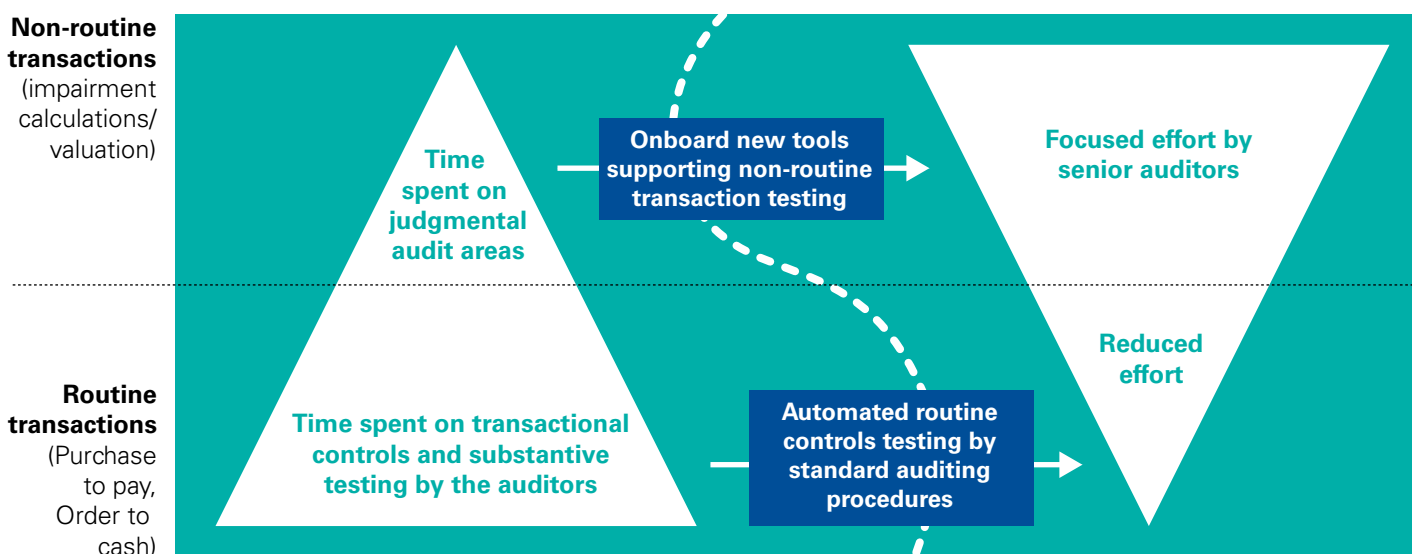 Non-routine
transactions
(impairment
calculations/
valuation)
Time
spent on
judgmental
audit areas
Onboard new tools
supporting non-routine
transaction testing
Focused effort by
senior auditors
Routine
transactions
(Purchase
to pay,
Order to
cash)
Time spent on transactional
controls and substantive
testing by the auditors
Automated routine
controls testing by
standard auditing
procedures
Reduced
effort